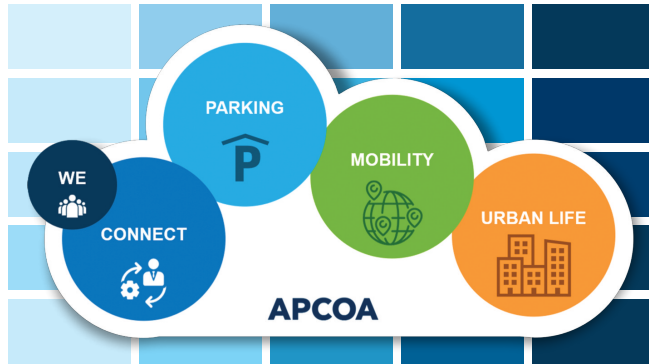 WE
CONNECT
PARKING
P
MOBILITY
URBAN LIFE
APCOA